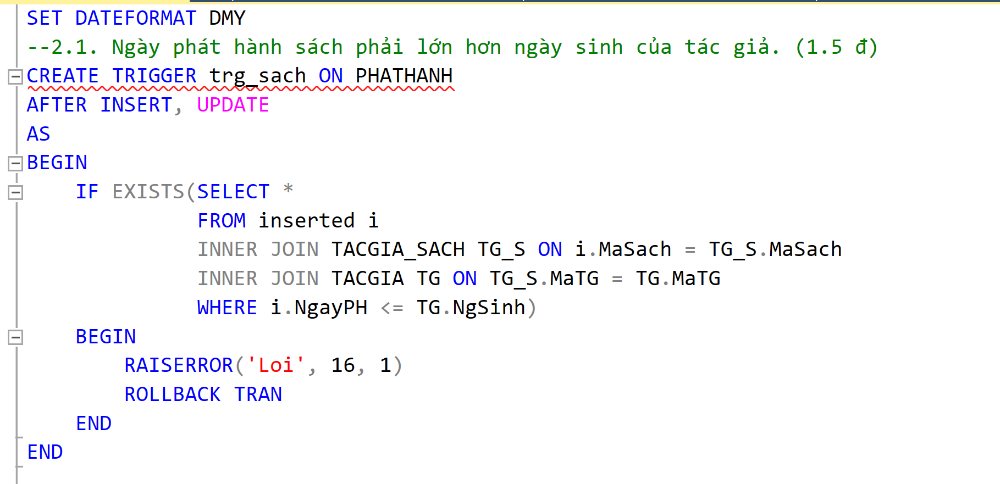 SET DATEFORMAT DMY
--2.1. Ngày phát hành sách phải lớn hơn ngày sinh của tác giả. (1.5 đ)
CREATE TRIGGER trg_sach ON PHATHANH
AFTER INSERT, UPDATE
AS
BEGIN
IF EXISTS(SELECT *
FROM inserted i
INNER JOIN TACGIA_SACH TG_S ON i.MaSach = TG_S.MaSach
INNER JOIN TACGIA TG ON TG_S.MaTG = TG.MaTG
WHERE i.NgayPH <= TG.NgSinh)
BEGIN
RAISERROR('Loi', 16, 1)
ROLLBACK TRAN
END
END